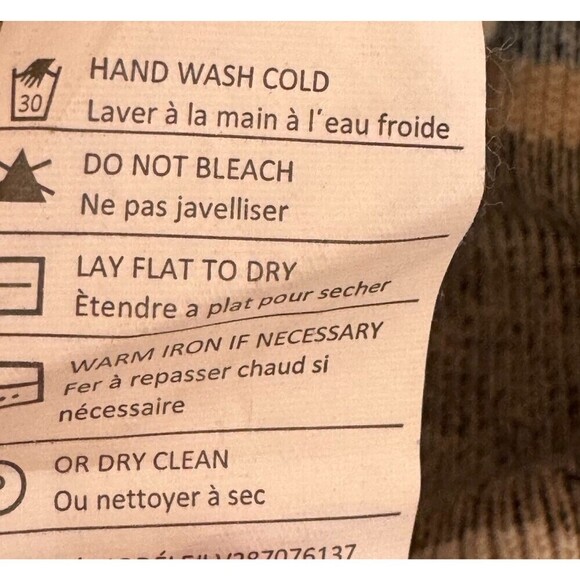 30
HAND WASH COLD
Laver à la main à l'eau froide
DO NOT BLEACH
Ne pas javelliser
LAY FLAT TO DRY
Ètendre a plat pour secher
WARM IRON IF NECESSARY
Fer à repasser chaud si
nécessaire
OR DRY CLEAN
Ou nettoyer à sec